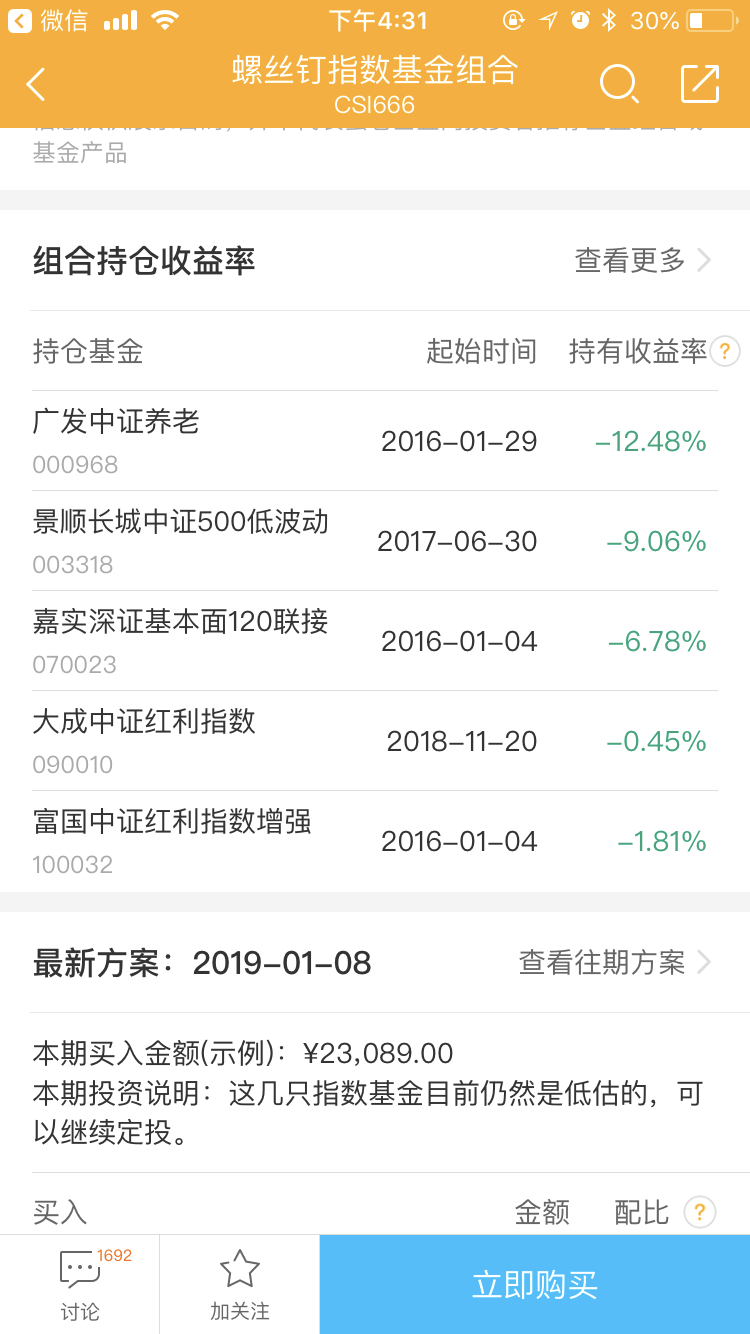 微信 下午4:31 30%
螺丝钉指数基金组合
CSI666
基金产品
组合持仓收益率 查看更多
持仓基金 起始时间 持有收益率 ?
广发中证养老
000968 2016-01-29 -12.48%
景顺长城中证500低波动
003318 2017-06-30 -9.06%
嘉实深证基本面120联接
070023 2016-01-04 -6.78%
大成中证红利指数
090010 2018-11-20 -0.45%
富国中证红利指数增强
100032 2016-01-04 -1.81%
最新方案：2019-01-08 查看往期方案
本期买入金额(示例)：¥23,089.00
本期投资说明：这几只指数基金目前仍然是低估的，可
以继续定投。
买入 金额 配比 ?
1692
讨论 加关注 立即购买